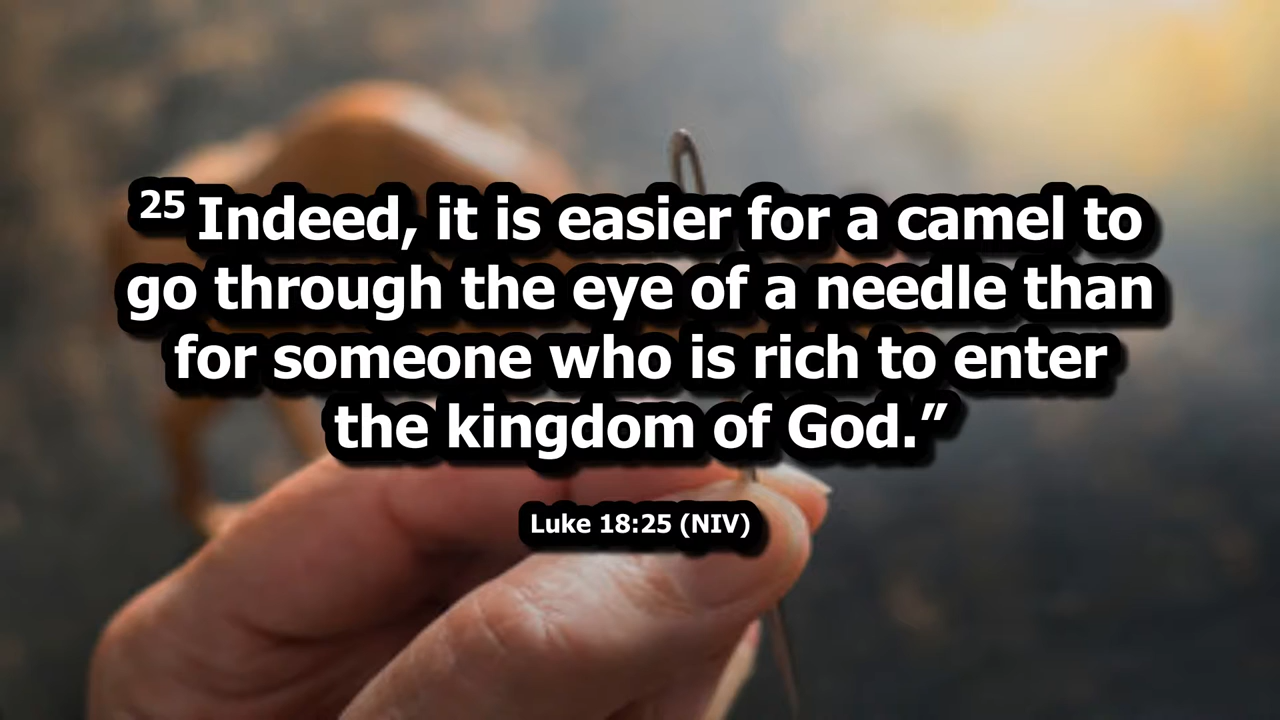 25 Indeed, it is easier for a camel to
go through the eye of a needle than
for someone who is rich to enter
the kingdom of God.”
Luke 18:25 (NIV)